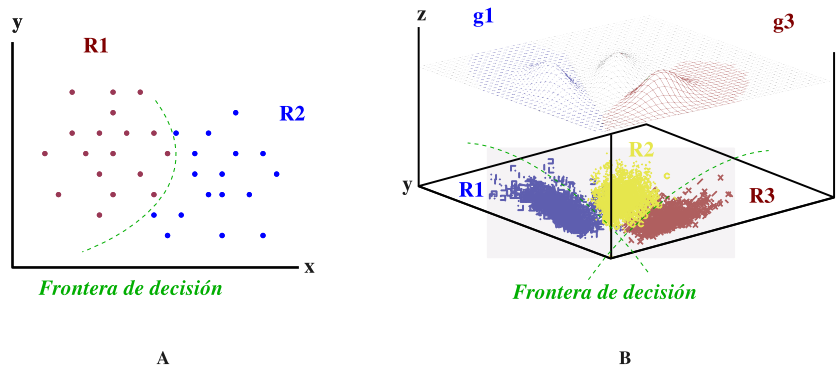 y
R1
R2
x
Frontera de decisión
A
z
g1
g3
y
R1
R2
R3
Frontera de decisión
B